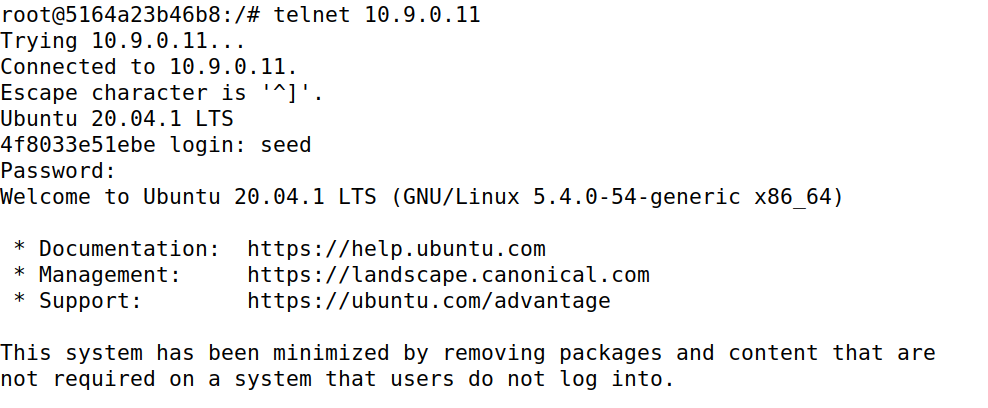 root@5164a23b46b8:/# telnet 10.9.0.11
Trying 10.9.0.11...
Connected to 10.9.0.11.
Escape character is '^]'.
Ubuntu 20.04.1 LTS
4f8033e51ebe login: seed
Password:
Welcome to Ubuntu 20.04.1 LTS (GNU/Linux 5.4.0-54-generic x86_64)

 * Documentation:  https://help.ubuntu.com
 * Management:     https://landscape.canonical.com
 * Support:        https://ubuntu.com/advantage

This system has been minimized by removing packages and content that are
not required on a system that users do not log into.